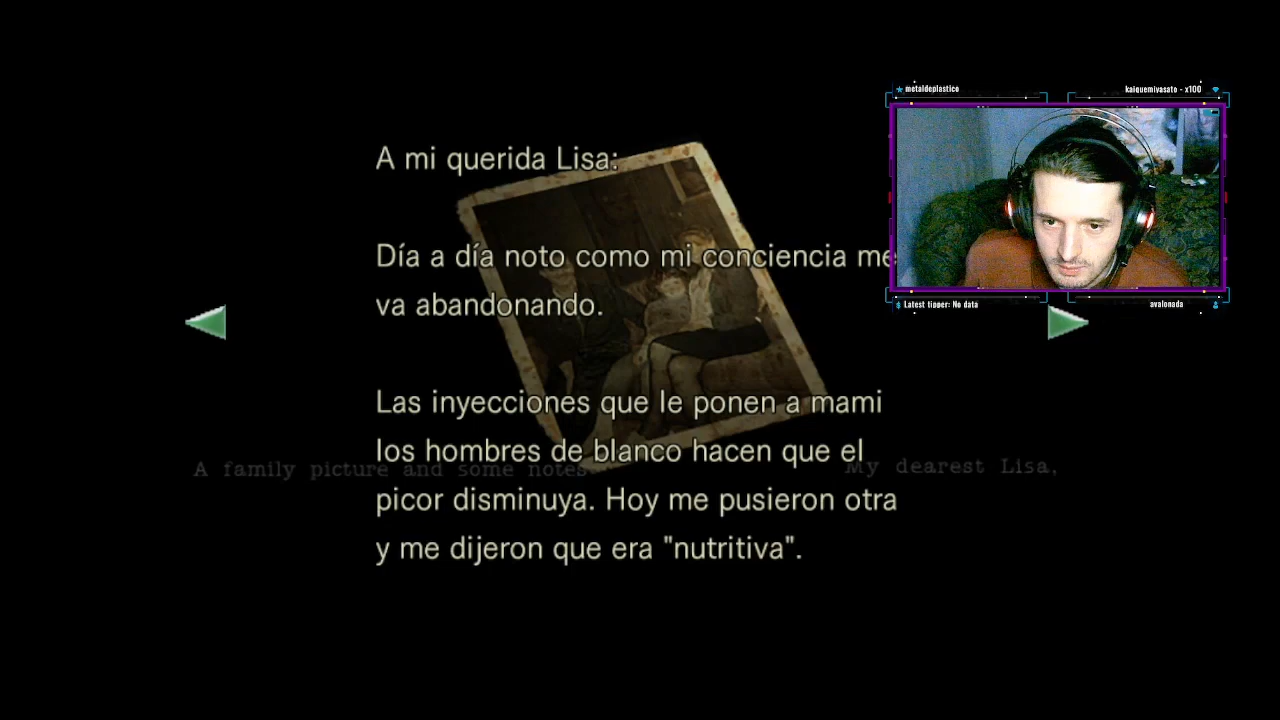 metaldeplastico
kaiquemiyasato - x100
A mi querida Lisa:
Día a día noto como mi conciencia me
va abandonando.
Latest tipper: No data
avalonada
Las inyecciones que le ponen a mami
los hombres de blanco hacen que el
A family picture and some notes
My dearest Lisa,
picor disminuya. Hoy me pusieron otra
y me dijeron que era "nutritiva".